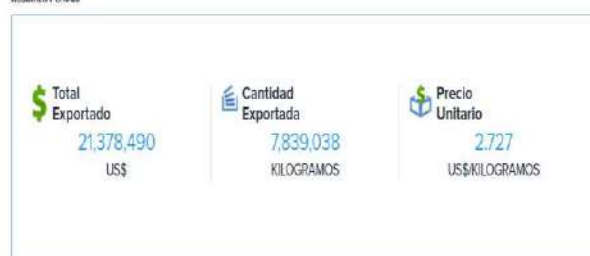 Total
Exportado
21,378,490
US$
Cantidad
Exportada
7,839,038
KILOGRAMOS
Precio
Unitario
2.727
US$/KILOGRAMOS